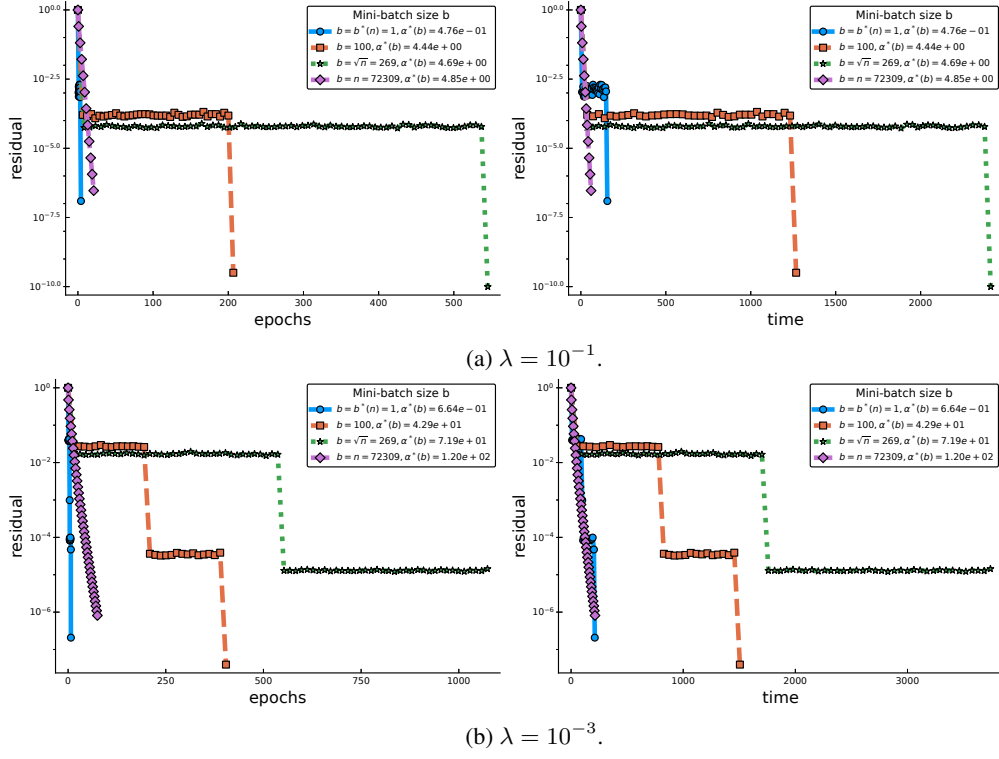 10^{0.0}
10^{−2.5}
10^{−5.0}
10^{−7.5}
10^{−10.0}
residual
0 100 200 300 400 500
epochs
Mini-batch size b
b = b^*(n) = 1, α^*(b) = 4.76e − 01
b = 100, α^*(b) = 4.44e + 00
b = √n = 269, α^*(b) = 4.69e + 00
b = n = 72309, α^*(b) = 4.85e + 00
10^{0.0}
10^{−2.5}
10^{−5.0}
10^{−7.5}
10^{−10.0}
residual
0 500 1000 1500 2000
time
Mini-batch size b
b = b^*(n) = 1, α^*(b) = 4.76e − 01
b = 100, α^*(b) = 4.44e + 00
b = √n = 269, α^*(b) = 4.69e + 00
b = n = 72309, α^*(b) = 4.85e + 00
(a) λ = 10^{−1}.
10^0
10^{−2}
10^{−4}
10^{−6}
residual
0 250 500 750 1000
epochs
Mini-batch size b
b = b^*(n) = 1, α^*(b) = 6.64e − 01
b = 100, α^*(b) = 4.29e + 01
b = √n = 269, α^*(b) = 7.19e + 01
b = n = 72309, α^*(b) = 1.20e + 02
10^0
10^{−2}
10^{−4}
10^{−6}
residual
0 1000 2000 3000
time
Mini-batch size b
b = b^*(n) = 1, α^*(b) = 6.64e − 01
b = 100, α^*(b) = 4.29e + 01
b = √n = 269, α^*(b) = 7.19e + 01
b = n = 72309, α^*(b) = 1.20e + 02
(b) λ = 10^{−3}.